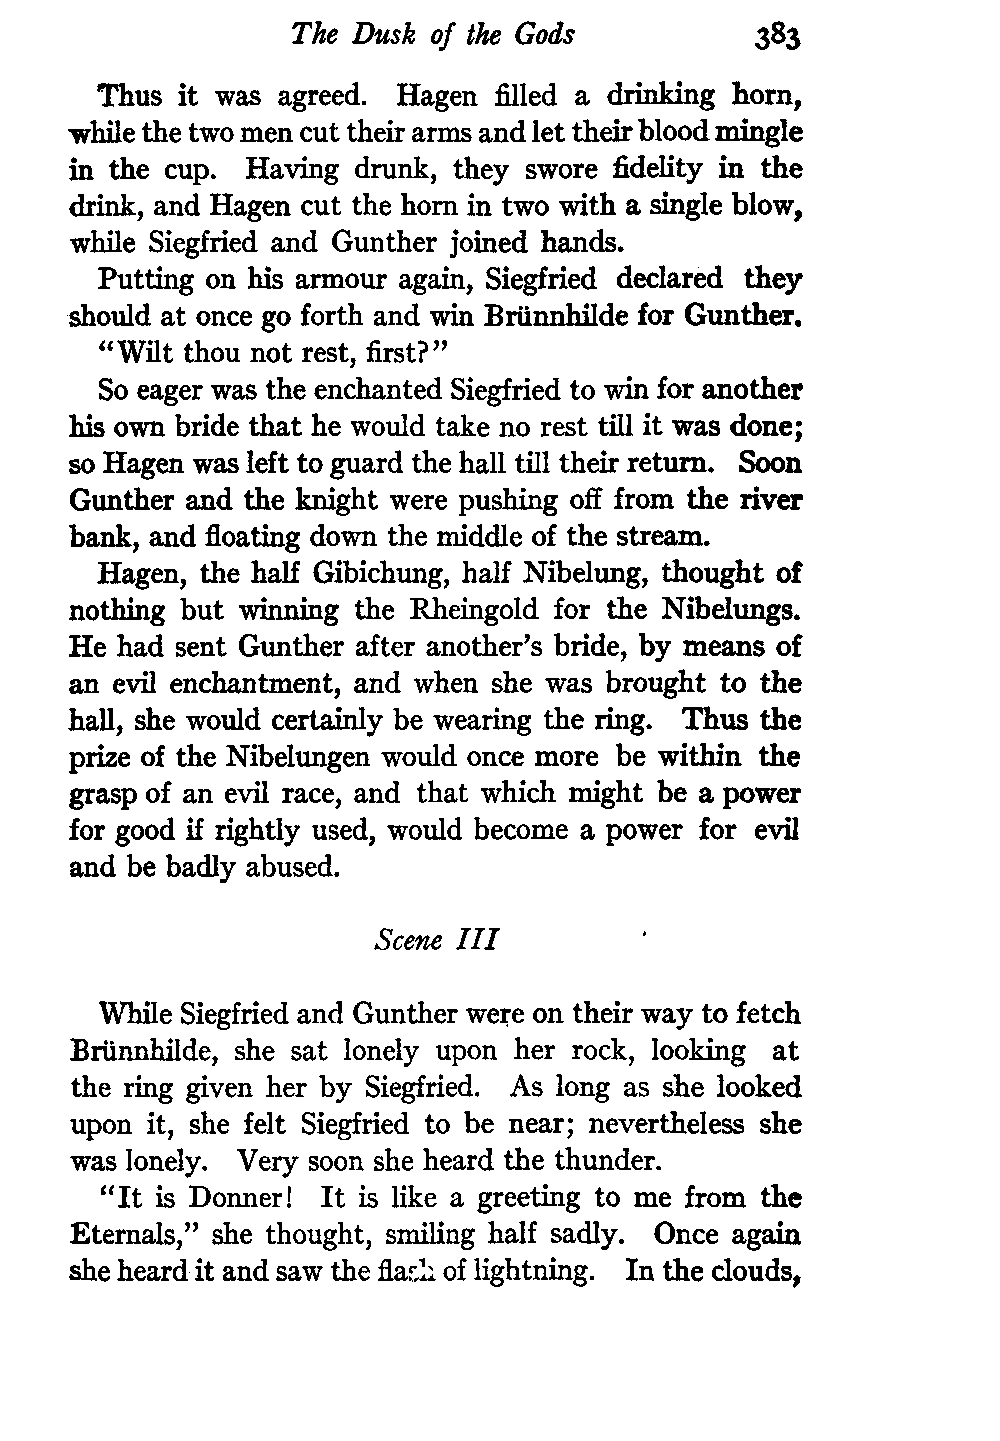 The Dusk of the Gods 383
Thus it was agreed. Hagen filled a drinking horn,
while the two men cut their arms and let their blood mingle
in the cup. Having drunk, they swore fidelity in the
drink, and Hagen cut the horn in two with a single blow,
while Siegfried and Gunther joined hands.
Putting on his armour again, Siegfried declared they
should at once go forth and win Brünnhilde for Gunther.
“Wilt thou not rest, first?”
So eager was the enchanted Siegfried to win for another
his own bride that he would take no rest till it was done;
so Hagen was left to guard the hall till their return. Soon
Gunther and the knight were pushing off from the river
bank, and floating down the middle of the stream.
Hagen, the half Gibichung, half Nibelung, thought of
nothing but winning the Rheingold for the Nibelungs.
He had sent Gunther after another’s bride, by means of
an evil enchantment, and when she was brought to the
hall, she would certainly be wearing the ring. Thus the
prize of the Nibelungen would once more be within the
grasp of an evil race, and that which might be a power
for good if rightly used, would become a power for evil
and be badly abused.
Scene III
While Siegfried and Gunther were on their way to fetch
Brünnhilde, she sat lonely upon her rock, looking at
the ring given her by Siegfried. As long as she looked
upon it, she felt Siegfried to be near; nevertheless she
was lonely. Very soon she heard the thunder.
“It is Donner! It is like a greeting to me from the
Eternals,” she thought, smiling half sadly. Once again
she heard it and saw the flash of lightning. In the clouds,